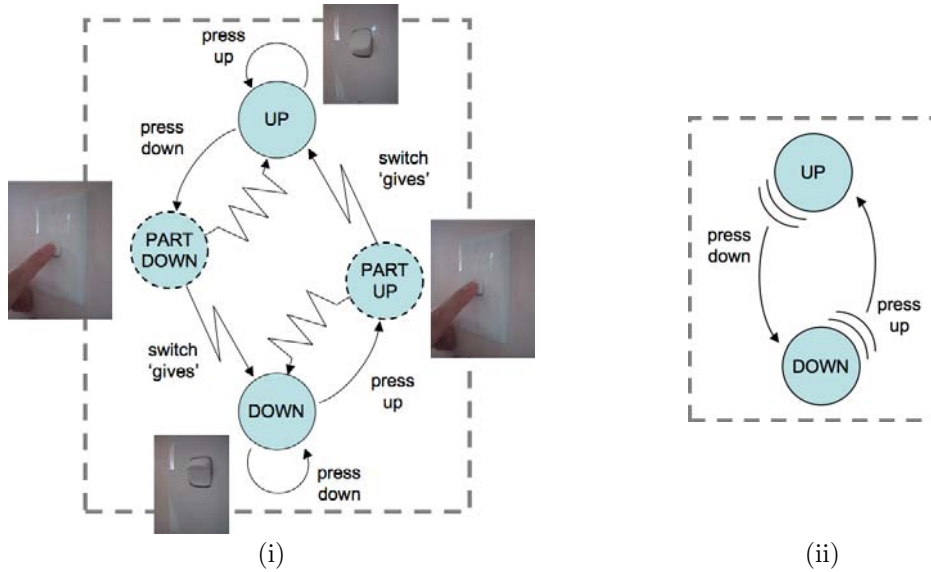 press
up
UP
press
down
switch
'gives'
PART
DOWN
PART
UP
switch
'gives'
press
up
DOWN
press
down
(i)
UP
press
down
press
up
DOWN
(ii)